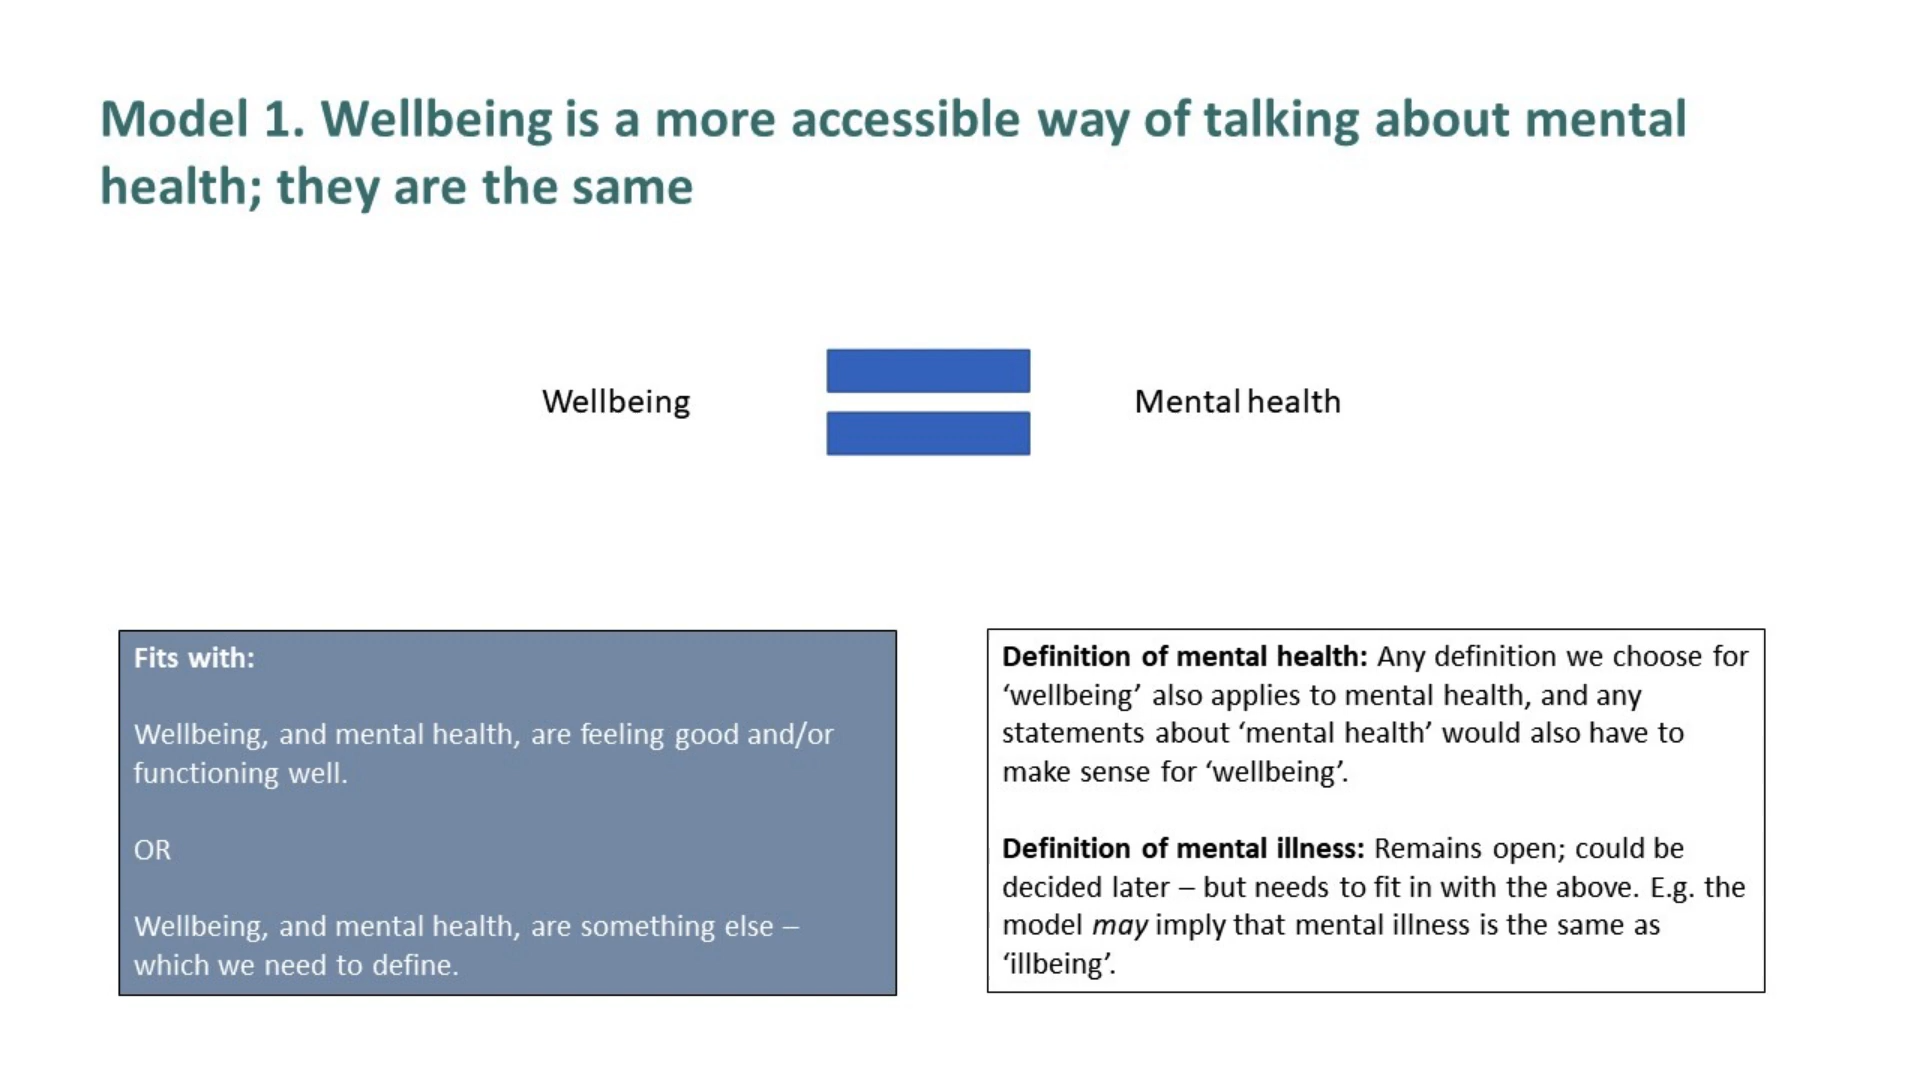 Model 1. Wellbeing is a more accessible way of talking about mental
health; they are the same
Wellbeing
Mental health
Fits with:
Wellbeing, and mental health, are feeling good and/or
functioning well.
OR
Wellbeing, and mental health, are something else –
which we need to define.
Definition of mental health: Any definition we choose for
‘wellbeing’ also applies to mental health, and any
statements about ‘mental health’ would also have to
make sense for ‘wellbeing’.
Definition of mental illness: Remains open; could be
decided later – but needs to fit in with the above. E.g. the
model may imply that mental illness is the same as
‘illbeing’.